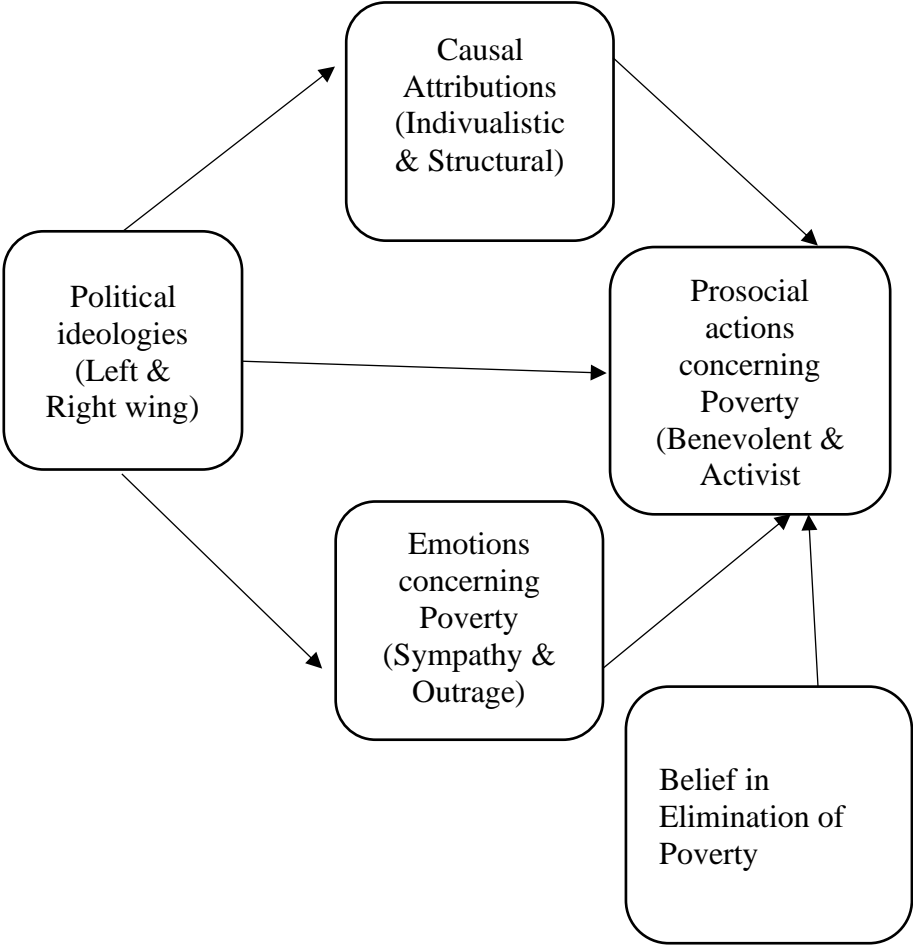 Causal
Attributions
(Indivualistic
& Structural)
Political
ideologies
(Left &
Right wing)
Prosocial
actions
concerning
Poverty
(Benevolent &
Activist
Emotions
concerning
Poverty
(Sympathy &
Outrage)
Belief in
Elimination of
Poverty